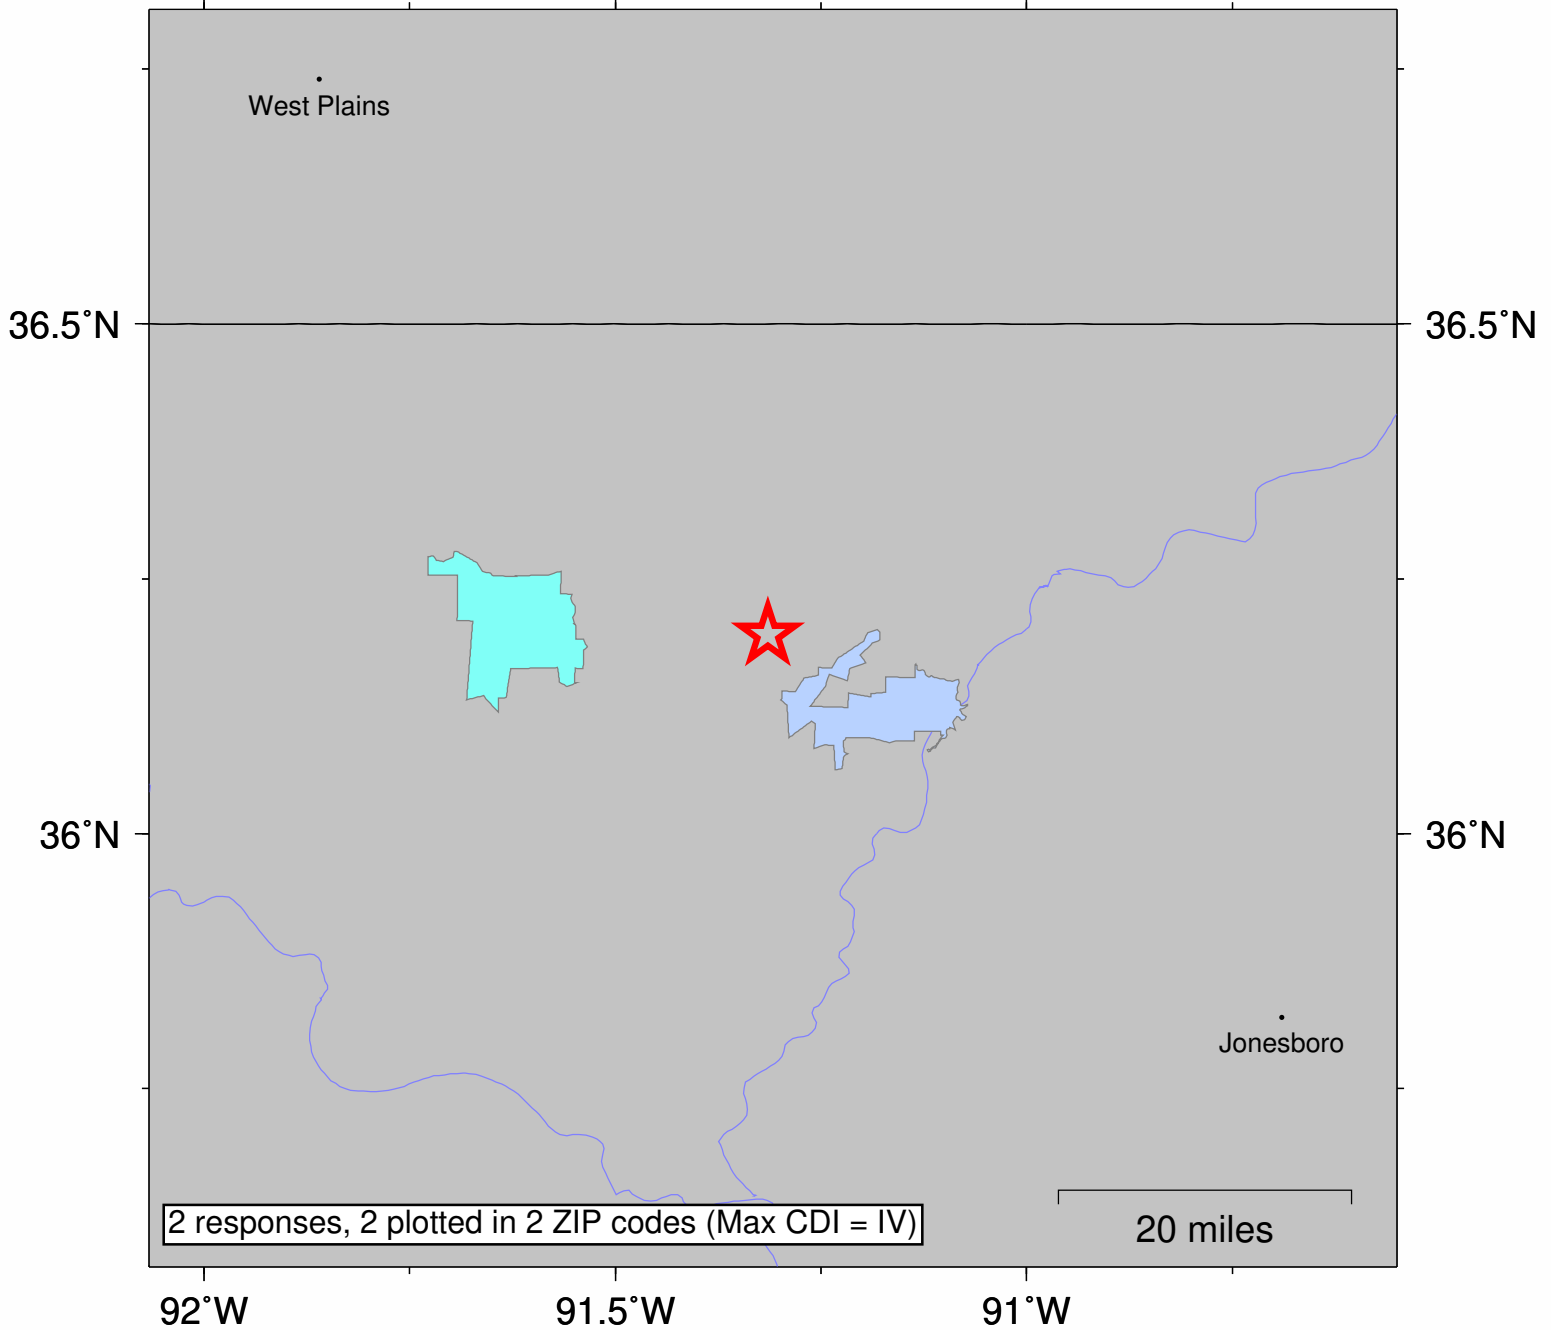 West Plains
36.5˚N
36.5˚N
36˚N
36˚N
Jonesboro
2 responses, 2 plotted in 2 ZIP codes (Max CDI = IV)
20 miles
92˚W
91.5˚W
91˚W